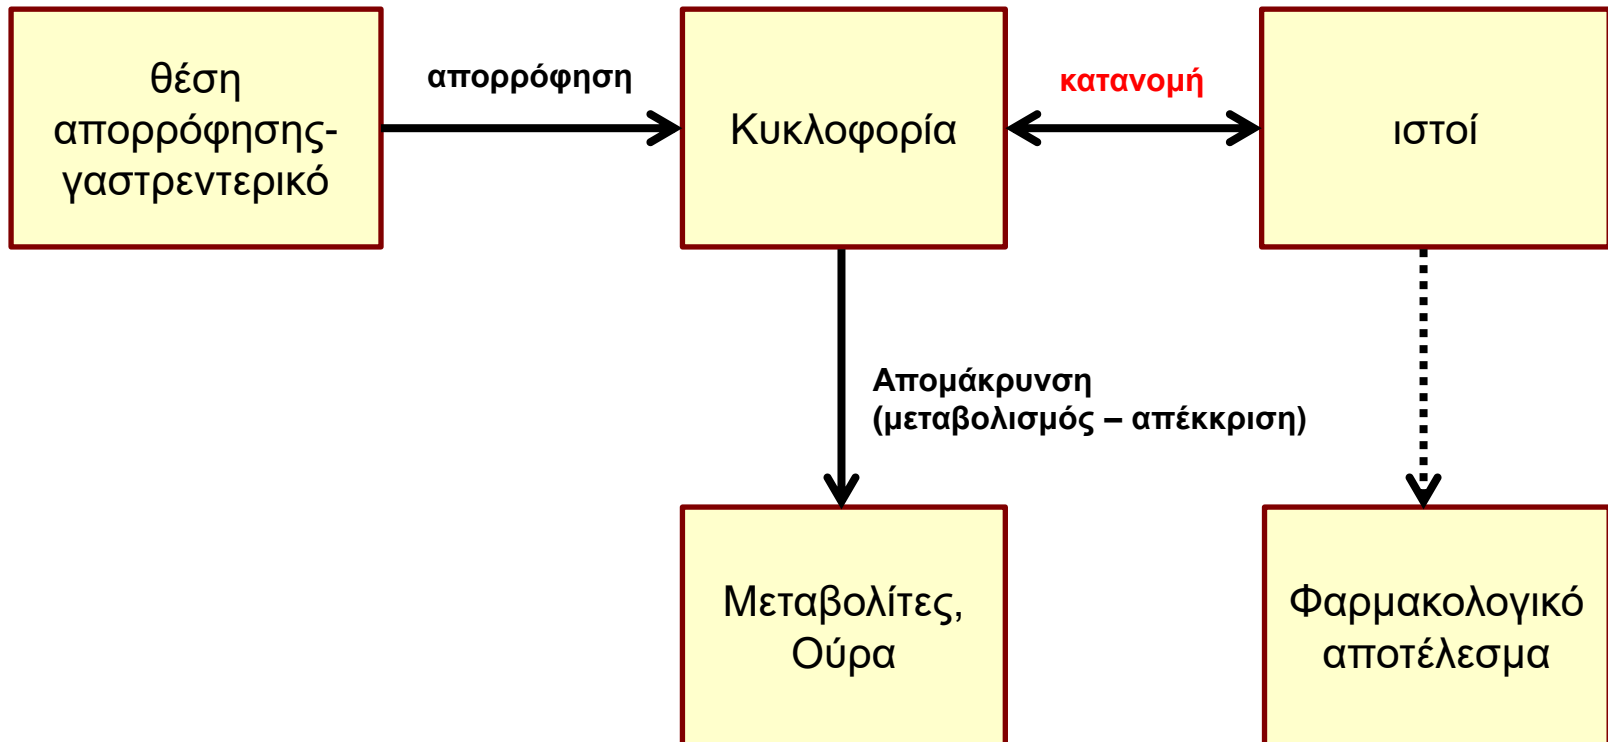 θέση
απορρόφησης-
γαστρεντερικό
απορρόφηση
Κυκλοφορία
κατανομή
ιστοί
Απομάκρυνση
(μεταβολισμός – απέκκριση)
Μεταβολίτες,
Ούρα
Φαρμακολογικό
αποτέλεσμα